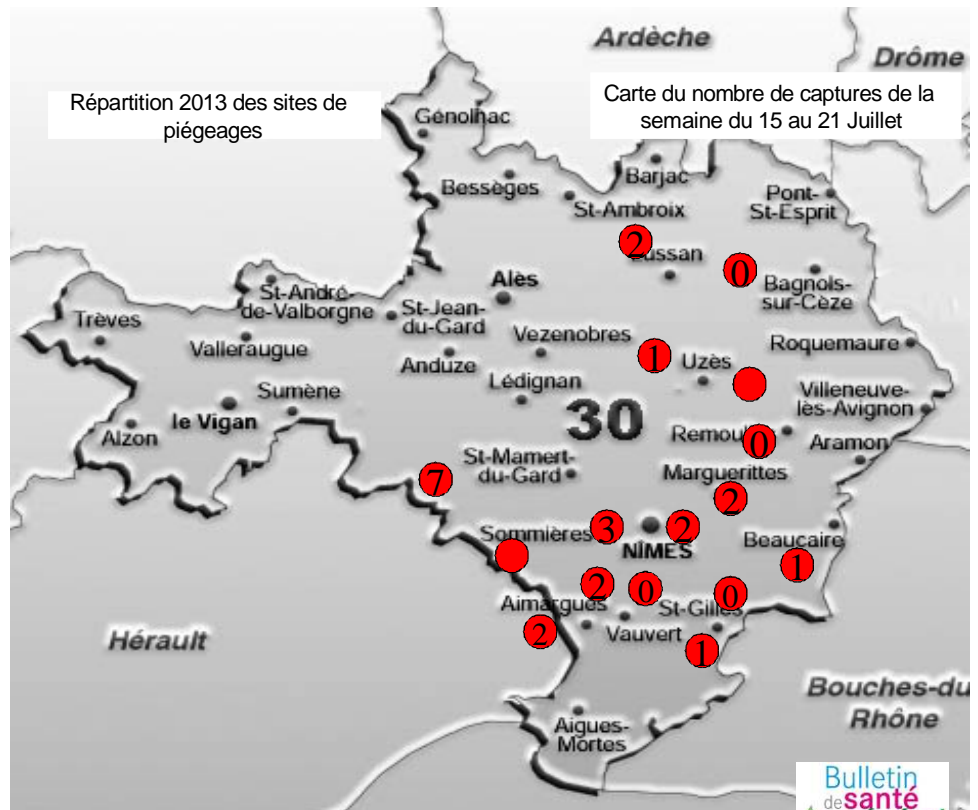 Ardèche
Drôme
Répartition 2013 des sites de
piégeages
Carte du nombre de captures de la
semaine du 15 au 21 Juillet
Génolhac
Bessèges
Barjac
St-Ambroix
Pont-
St-Esprit
2
0
Alès
Bagnols-
sur-Cèze
St-André-
de-Valborgne
St-Jean-
du-Gard
Trèves
Valleraugue
Vezenobres
Anduze
1
Uzès
Roquemaure
Lédignan
Sumène
le Vigan
Alzon
30
Villeneuve-
lès-Avignon
0
Aramon
St-Mamert-
du-Gard
Marguerittes
7
2
Sommières
3
2
NÎMES
Beaucaire
1
2
0
0
Aimargues
Vauvert
St-Gilles
2
1
Hérault
Bouches-du
Rhône
Aigues-
Mortes
Bulletin
de santé